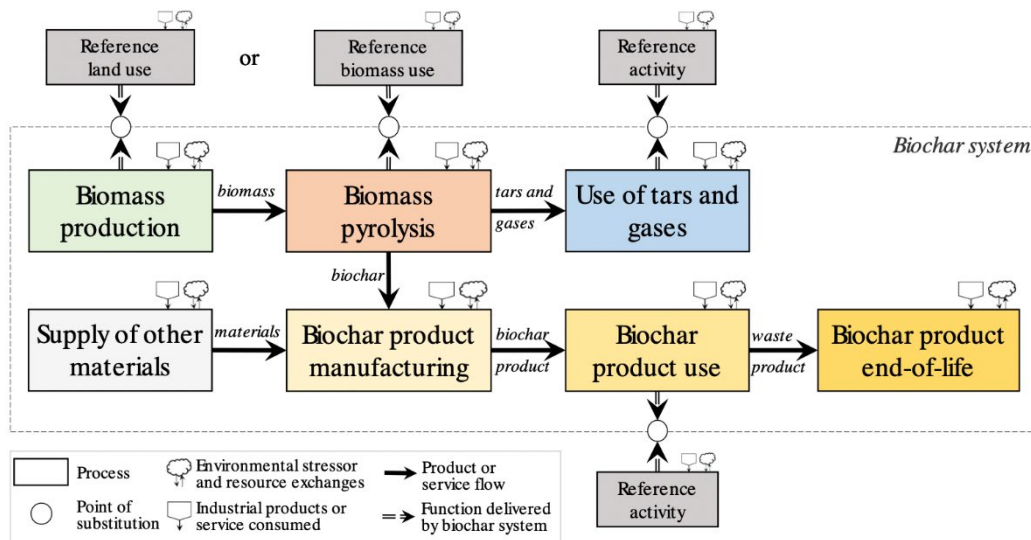 Reference
land use
or
Reference
biomass use
Reference
activity
Biochar system
Biomass
production
biomass
Biomass
pyrolysis
tars and
gases
Use of tars and
gases
biochar
Supply of other
materials
materials
Biochar product
manufacturing
biochar
product
Biochar
product use
waste
product
Biochar product
end-of-life
Reference
activity
Process
Environmental stressor
and resource exchanges
Product or
service flow
Point of
substitution
Industrial products or
service consumed
Function delivered
by biochar system